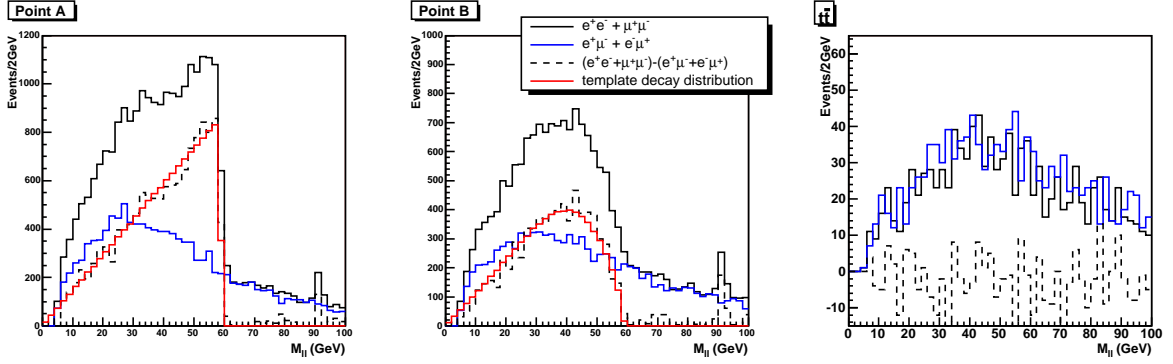 Point A
Events/2GeV
1200
1000
800
600
400
200
0
0 10 20 30 40 50 60 70 80 90 100
M_ll (GeV)
Point B
Events/2GeV
1000
900
800
700
600
500
400
300
200
100
0
0 10 20 30 40 50 60 70 80 90 100
M_ll (GeV)
e⁺e⁻ + μ⁺μ⁻
e⁺μ⁻ + e⁻μ⁺
(e⁺e⁻+μ⁺μ⁻)-(e⁺μ⁻+e⁻μ⁺)
template decay distribution
tt̄
Events/2GeV
60
50
40
30
20
10
0
-10
0 10 20 30 40 50 60 70 80 90 100
M_ll (GeV)